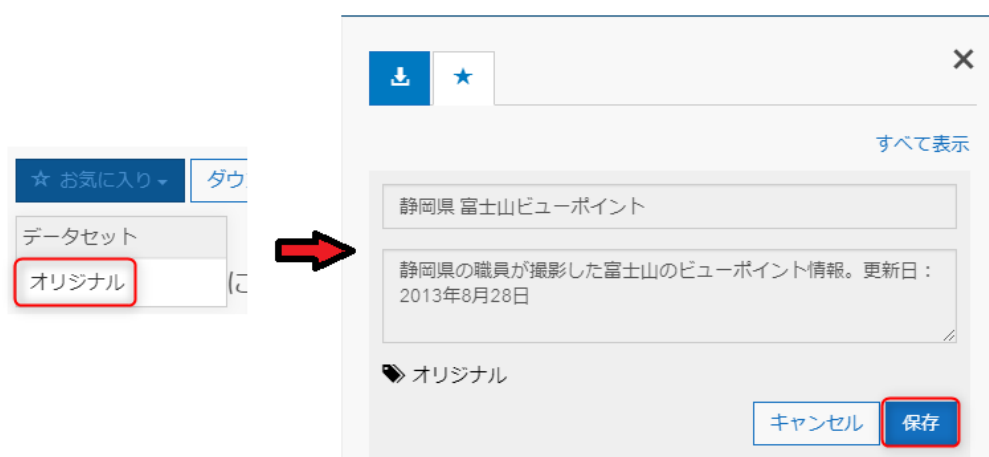 ☆ お気に入り
ダウ
データセット
オリジナル
すべて表示
静岡県 富士山ビューポイント
静岡県の職員が撮影した富士山のビューポイント情報。更新日：
2013年8月28日
オリジナル
キャンセル
保存